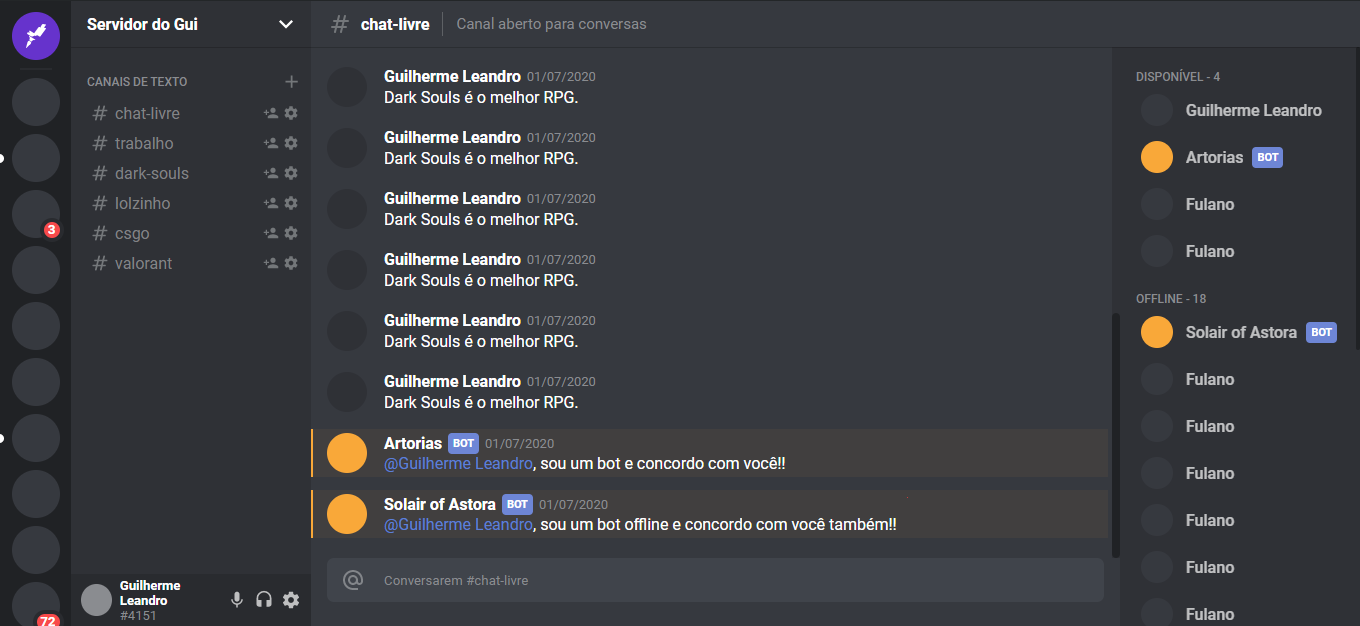 3
72
Servidor do Gui
CANAIS DE TEXTO
# chat-livre
# trabalho
# dark-souls
# lolzinho
# csgo
# valorant
Guilherme
Leandro
#4151
# chat-livre Canal aberto para conversas
Guilherme Leandro 01/07/2020
Dark Souls é o melhor RPG.
Guilherme Leandro 01/07/2020
Dark Souls é o melhor RPG.
Guilherme Leandro 01/07/2020
Dark Souls é o melhor RPG.
Guilherme Leandro 01/07/2020
Dark Souls é o melhor RPG.
Guilherme Leandro 01/07/2020
Dark Souls é o melhor RPG.
Guilherme Leandro 01/07/2020
Dark Souls é o melhor RPG.
Artorias BOT 01/07/2020
@Guilherme Leandro, sou um bot e concordo com você!!
Solair of Astora BOT 01/07/2020
@Guilherme Leandro, sou um bot offline e concordo com você também!!
@ Conversarem #chat-livre
DISPONÍVEL - 4
Guilherme Leandro
Artorias BOT
Fulano
Fulano
OFFLINE - 18
Solair of Astora BOT
Fulano
Fulano
Fulano
Fulano
Fulano
Fulano